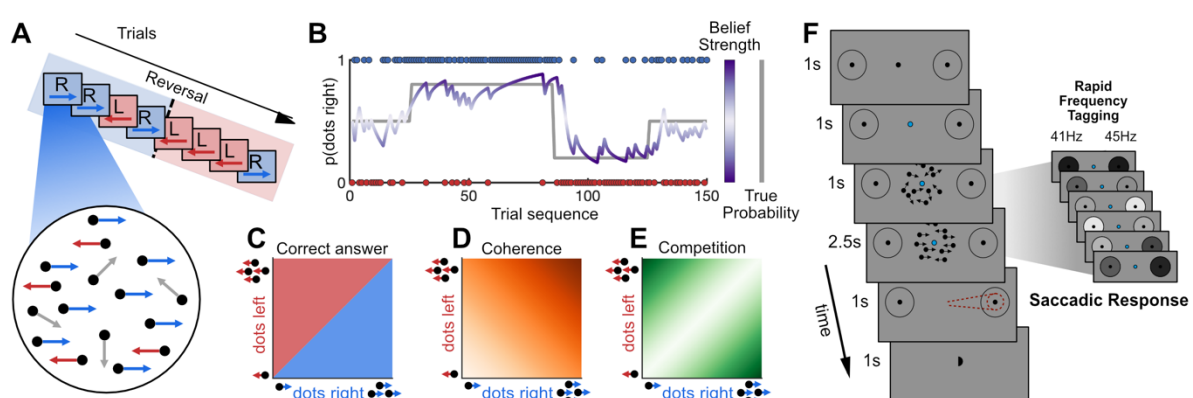 A
Trials
Reversal
R
R
L
R
L
L
L
R
B
Belief
Strength
1
p(dots right)
0
0
50
100
150
Trial sequence
True
Probability
C
Correct answer
dots left
dots right
D
Coherence
dots left
dots right
E
Competition
dots left
dots right
F
1s
1s
1s
2.5s
1s
1s
time
Rapid
Frequency
Tagging
41Hz 45Hz
Saccadic Response